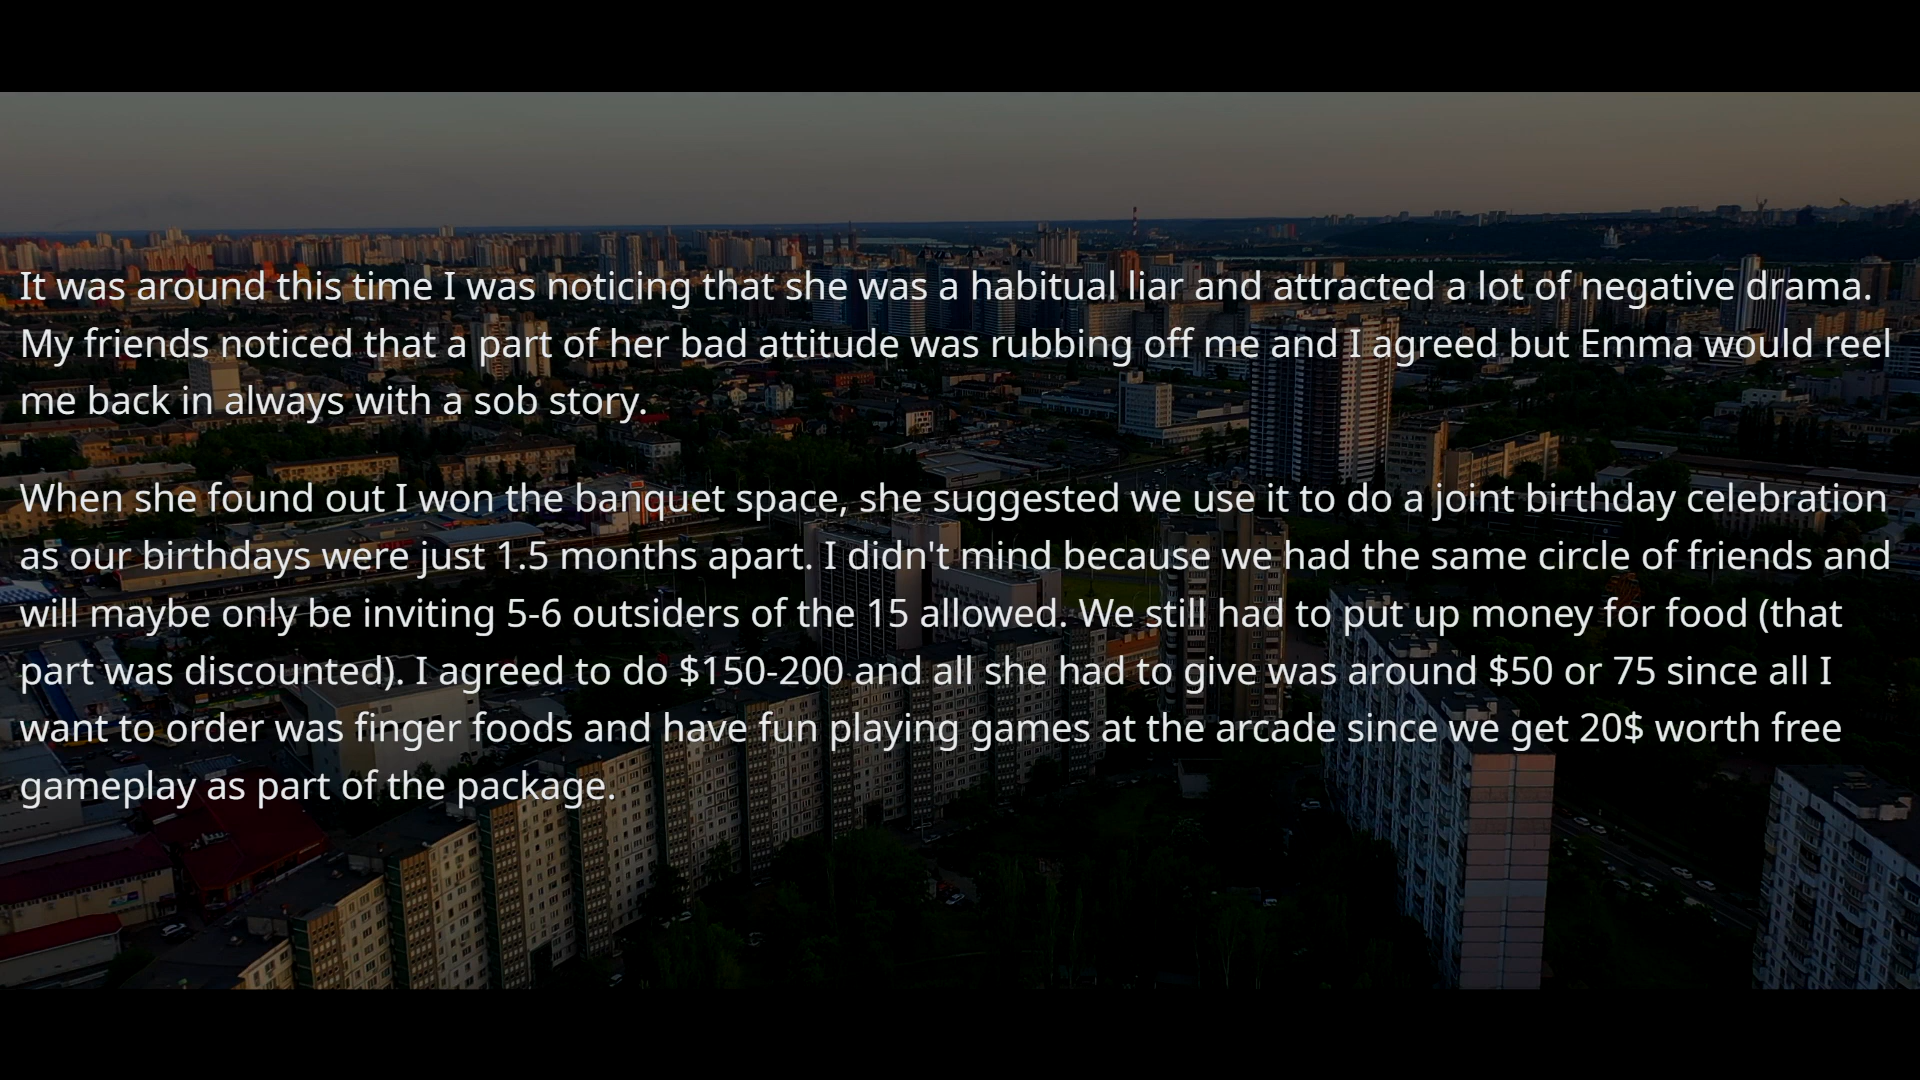 It was around this time I was noticing that she was a habitual liar and attracted a lot of negative drama.
My friends noticed that a part of her bad attitude was rubbing off me and I agreed but Emma would reel
me back in always with a sob story.
When she found out I won the banquet space, she suggested we use it to do a joint birthday celebration
as our birthdays were just 1.5 months apart. I didn't mind because we had the same circle of friends and
will maybe only be inviting 5-6 outsiders of the 15 allowed. We still had to put up money for food (that
part was discounted). I agreed to do $150-200 and all she had to give was around $50 or 75 since all I
want to order was finger foods and have fun playing games at the arcade since we get 20$ worth free
gameplay as part of the package.